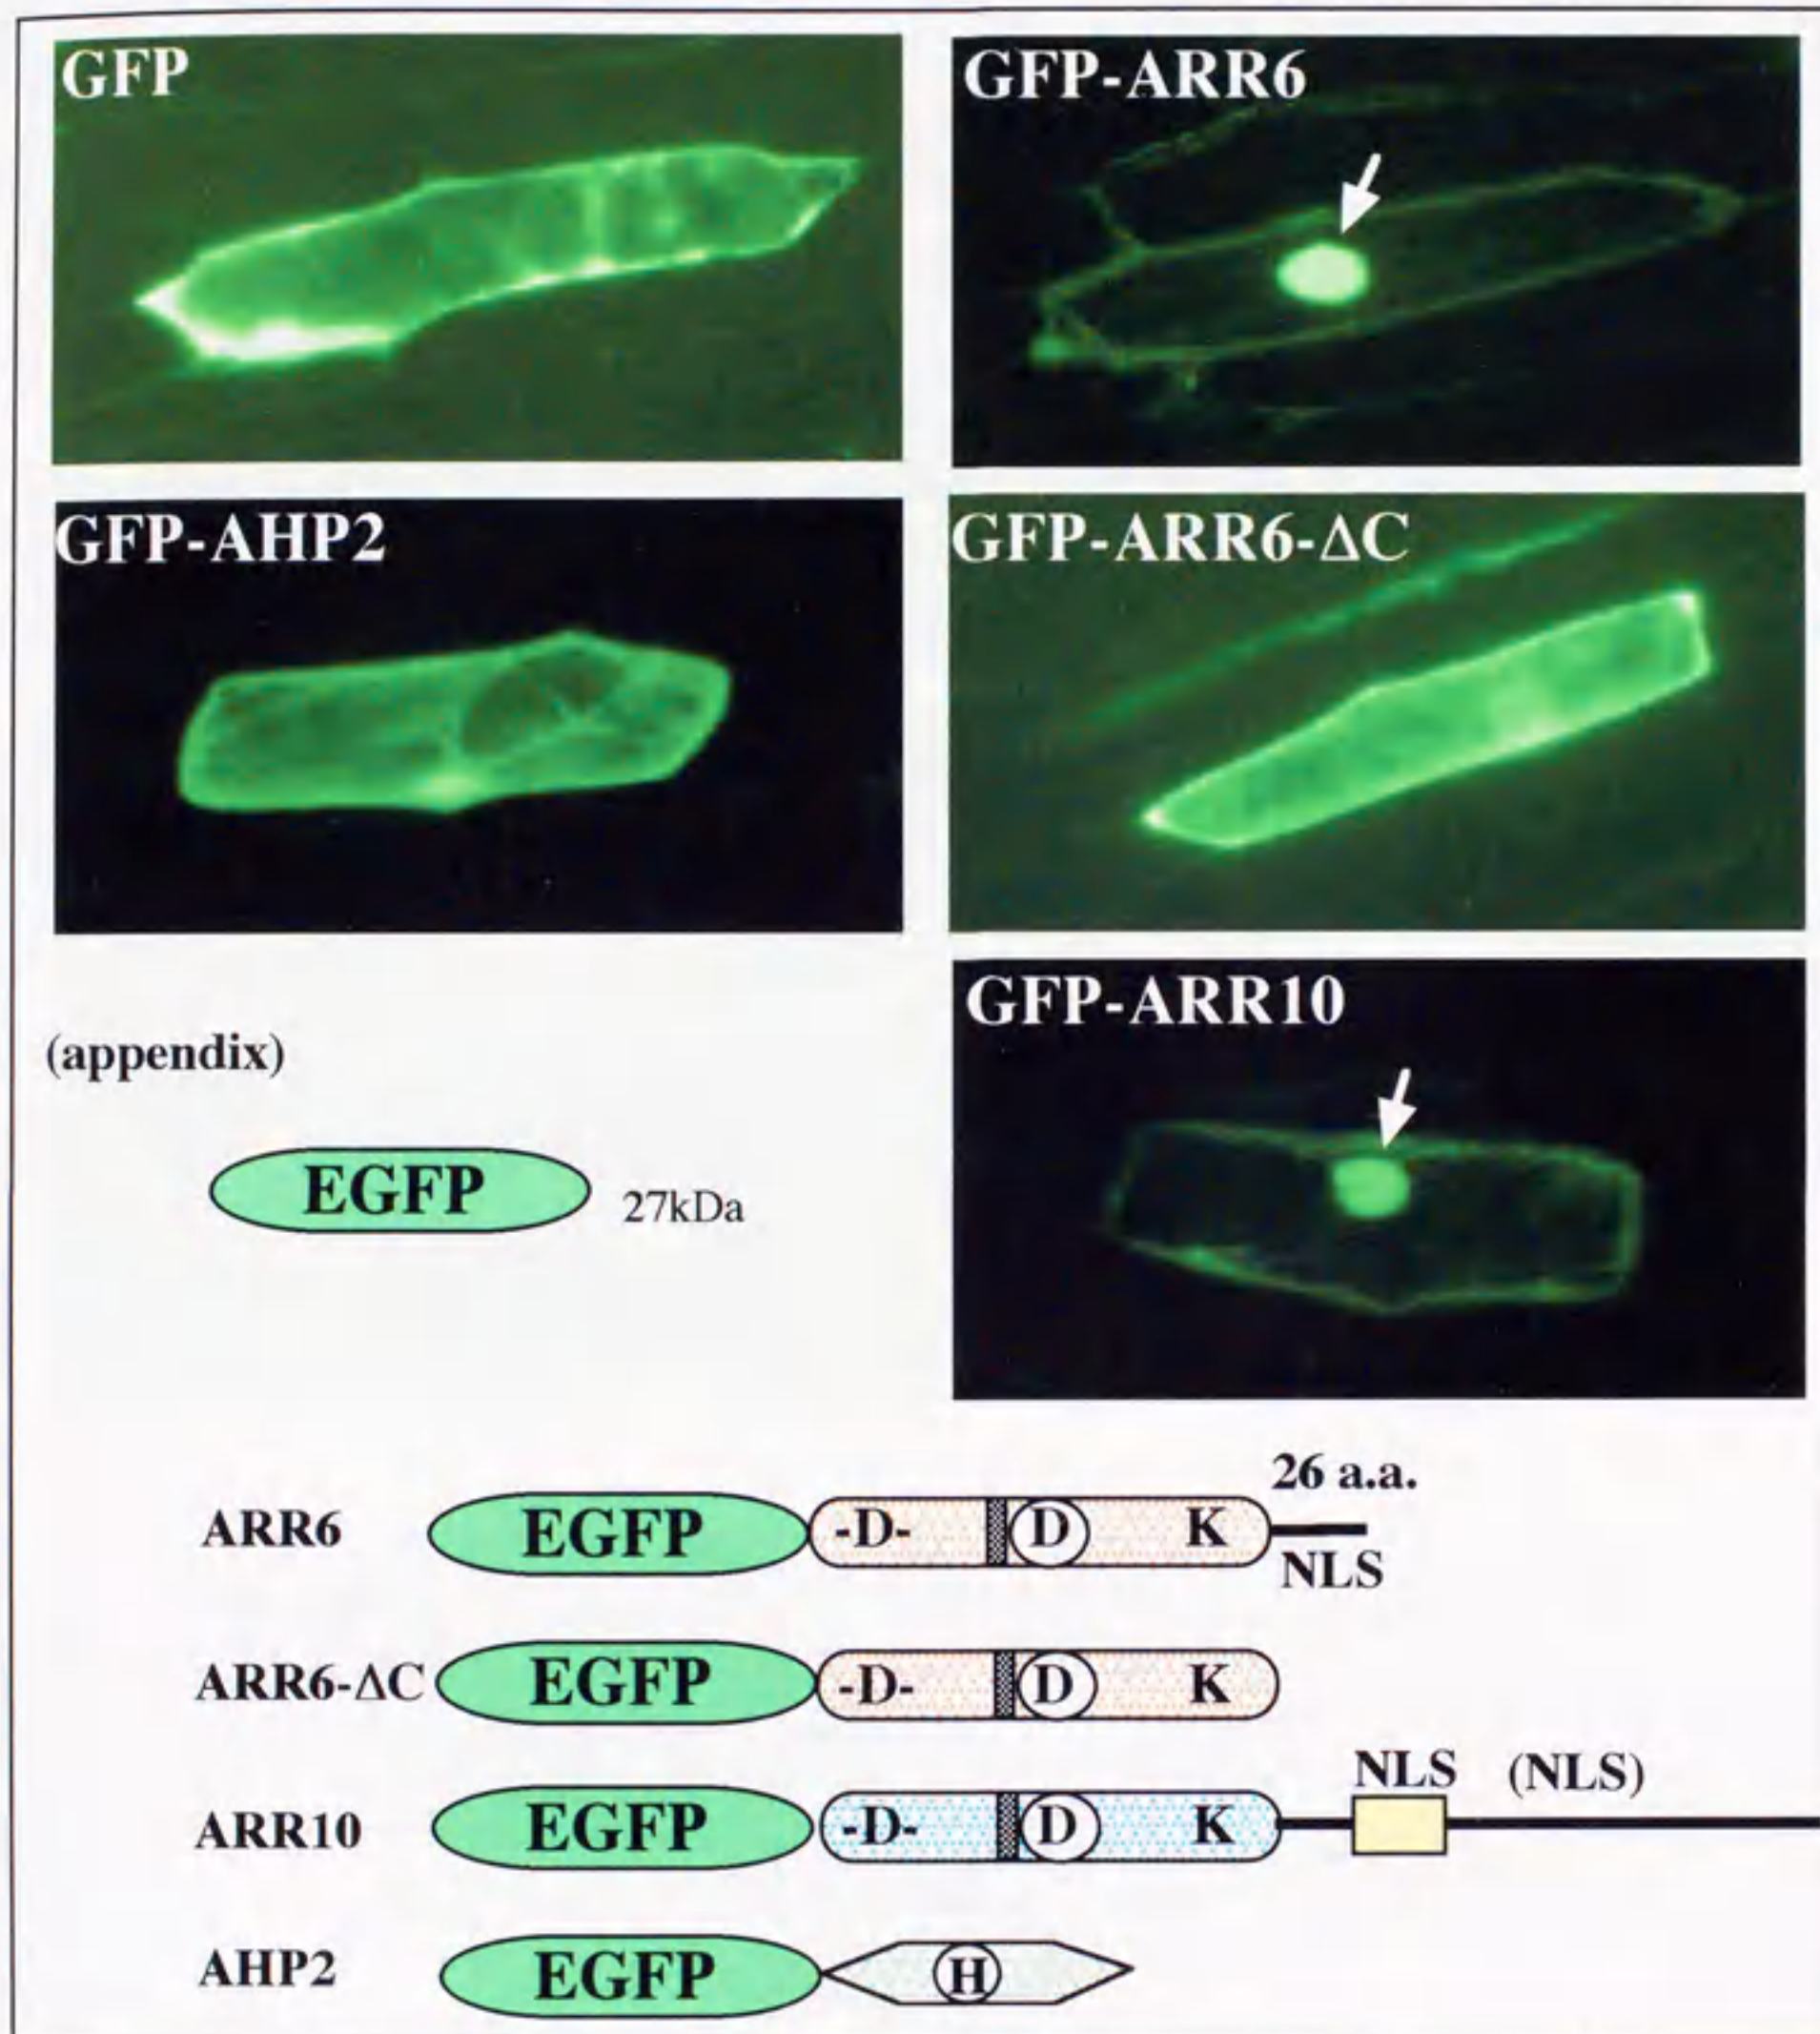 GFP
GFP-ARR6
GFP-AHP2
GFP-ARR6-ΔC
GFP-ARR10
(appendix)
EGFP 27kDa
ARR6 EGFP -D- D K 26 a.a. NLS
ARR6-ΔC EGFP -D- D K
ARR10 EGFP -D- D K NLS (NLS)
AHP2 EGFP H